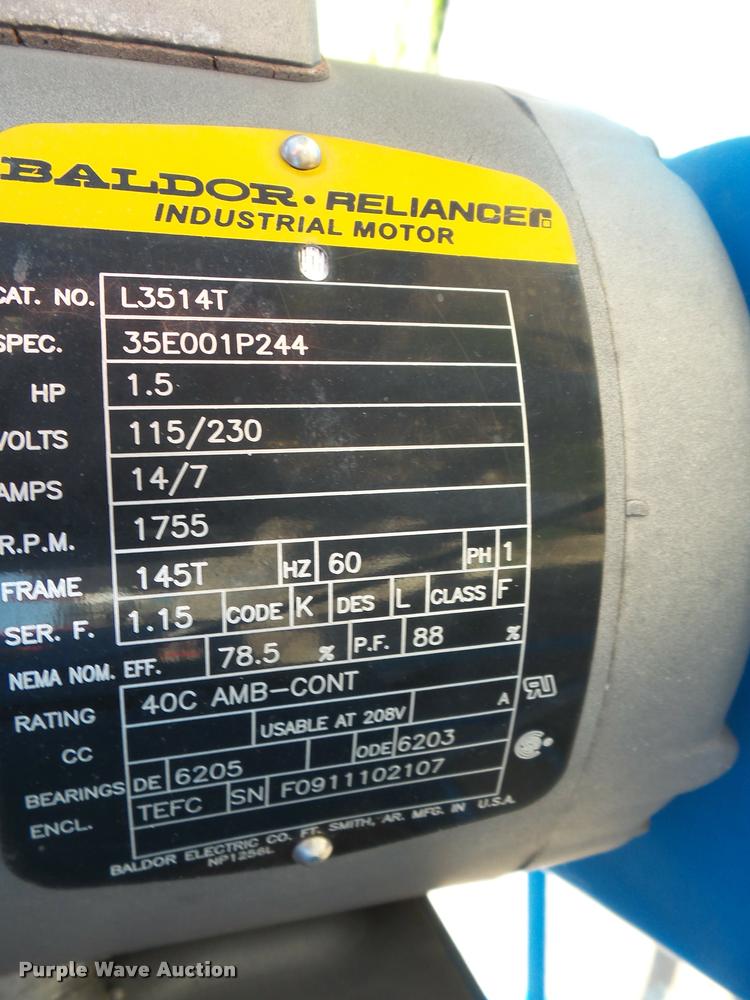 BALDOR · RELIANCER
INDUSTRIAL MOTOR
CAT. NO. L3514T
SPEC. 35E001P244
HP 1.5
VOLTS 115/230
AMPS 14/7
R.P.M. 1755
FRAME 145T HZ 60 PH 1
SER. F. 1.15 CODE K DES L CLASS F
NEMA NOM. EFF. 78.5 % P.F. 88 %
RATING 40C AMB-CONT
CC USABLE AT 208V A
BEARINGS DE 6205 ODE 6203
ENCL. TEFC SN F0911102107
BALDOR ELECTRIC CO. FT. SMITH, AR. MFG. IN U.S.A.
NP1256L
Purple Wave Auction